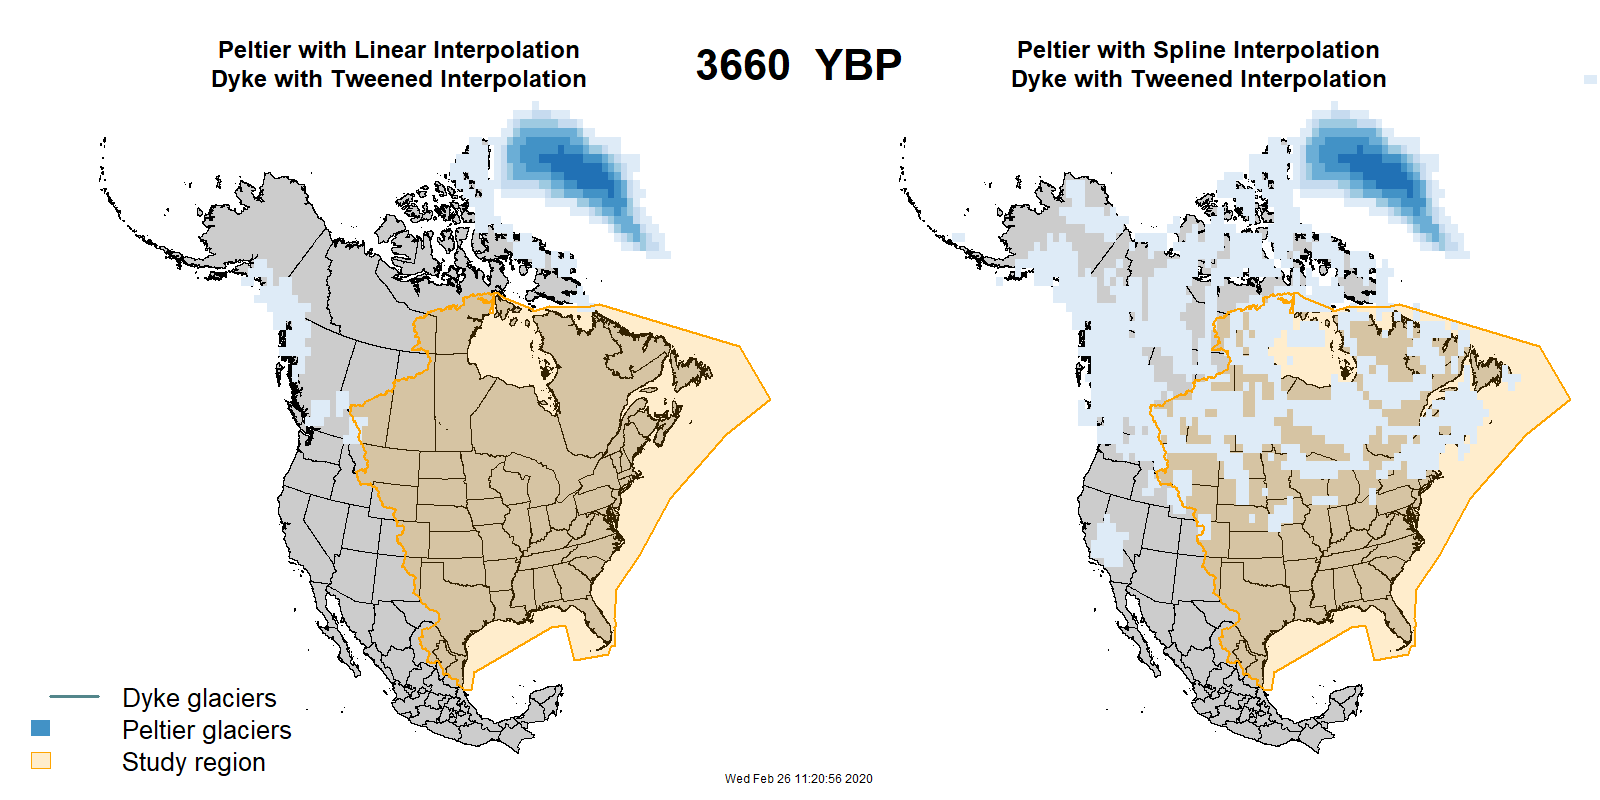 Peltier with Linear Interpolation
Dyke with Tweened Interpolation
3660 YBP
Peltier with Spline Interpolation
Dyke with Tweened Interpolation
Dyke glaciers
Peltier glaciers
Study region
Wed Feb 26 11:20:56 2020